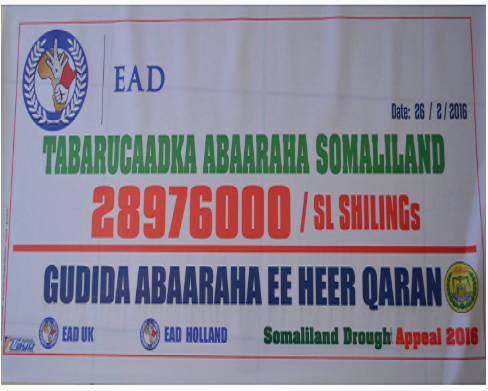 EAD
Date: 26 / 2 / 2016
TABARUCAADKA ABAARAHA SOMALILAND
28976000 / SL SHILINGS
GUDIDA ABAARAHA EE HEER QARAN
EAD UK EAD HOLLAND Somaliland Drough Appeal 2016